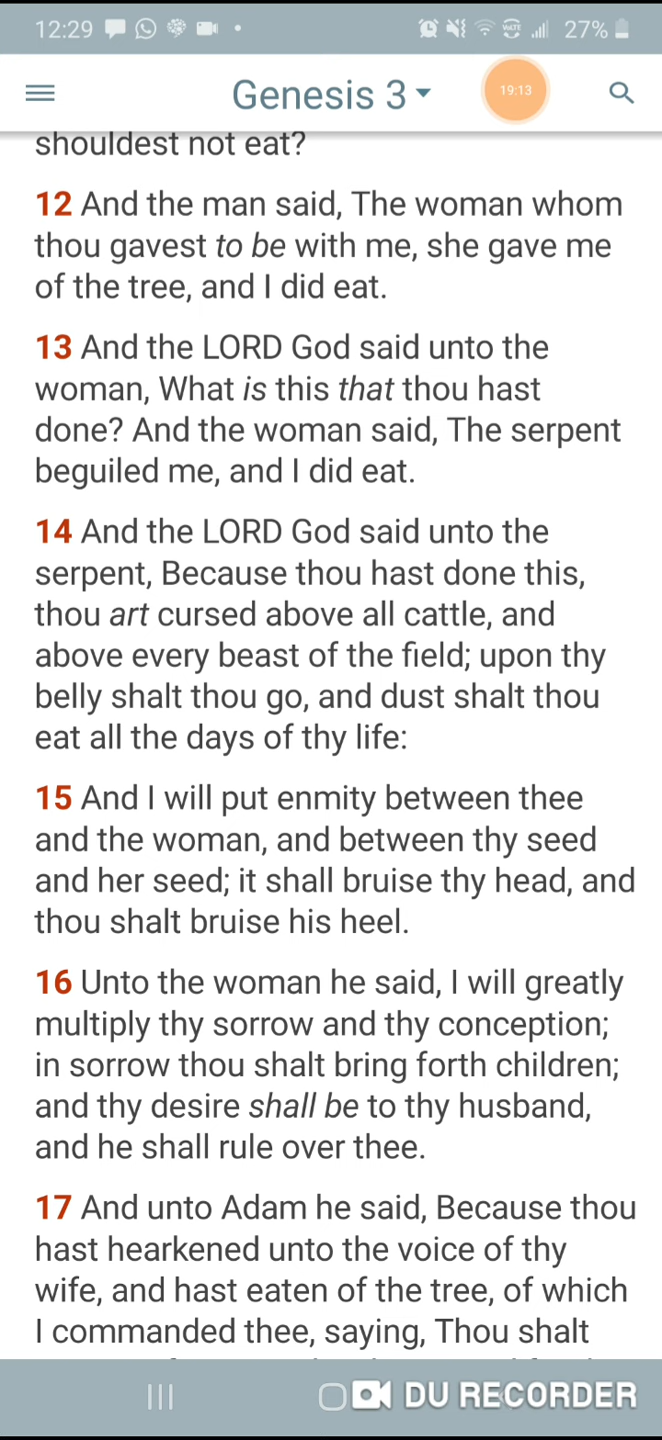 12:29
27%
Genesis 3
19:13
shouldest not eat?
12 And the man said, The woman whom
thou gavest to be with me, she gave me
of the tree, and I did eat.
13 And the LORD God said unto the
woman, What is this that thou hast
done? And the woman said, The serpent
beguiled me, and I did eat.
14 And the LORD God said unto the
serpent, Because thou hast done this,
thou art cursed above all cattle, and
above every beast of the field; upon thy
belly shalt thou go, and dust shalt thou
eat all the days of thy life:
15 And I will put enmity between thee
and the woman, and between thy seed
and her seed; it shall bruise thy head, and
thou shalt bruise his heel.
16 Unto the woman he said, I will greatly
multiply thy sorrow and thy conception;
in sorrow thou shalt bring forth children;
and thy desire shall be to thy husband,
and he shall rule over thee.
17 And unto Adam he said, Because thou
hast hearkened unto the voice of thy
wife, and hast eaten of the tree, of which
I commanded thee, saying, Thou shalt
DU RECORDER